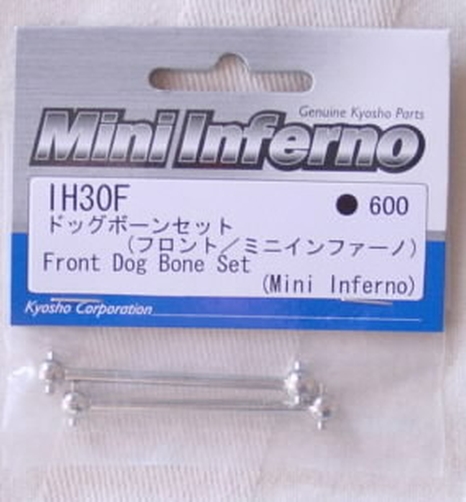 Genuine Kyosho Parts
Mini Inferno
IH30F
● 600
ドッグボーンセット
(フロント／ミニインファーノ)
Front Dog Bone Set
(Mini Inferno)
Kyosho Corporation